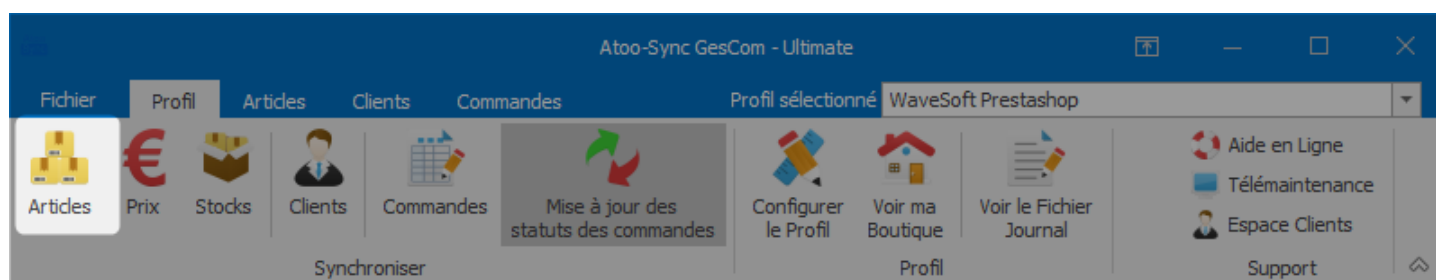 Atoo-Sync GesCom - Ultimate
Fichier Profil Articles Clients Commandes Profil sélectionné WaveSoft Prestashop
Articles Prix Stocks Clients Commandes Mise à jour des statuts des commandes Configurer le Profil Voir ma Boutique Voir le Fichier Journal
Aide en Ligne
Télémaintenance
Espace Clients
Synchroniser Profil Support